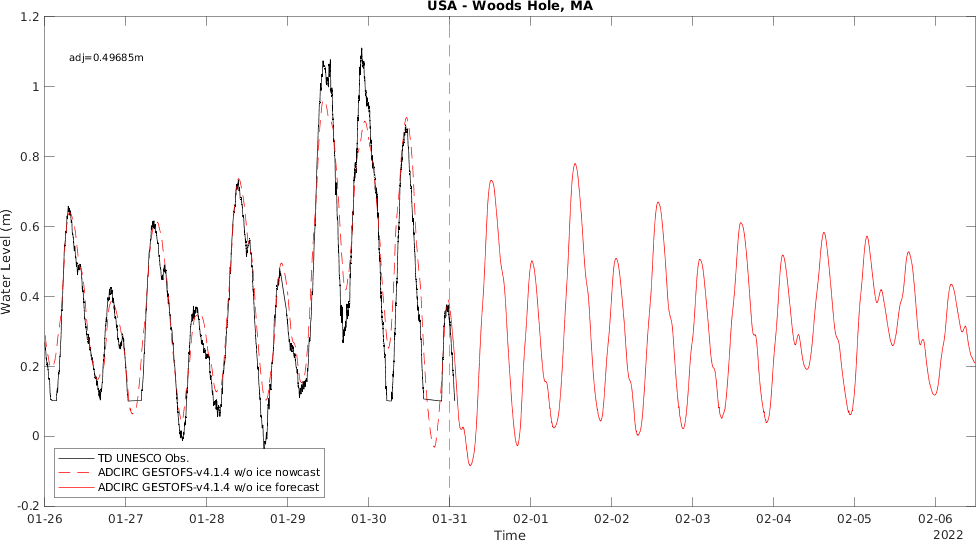 USA - Woods Hole, MA
adj=0.49685m
1.2
1
0.8
0.6
0.4
0.2
0
-0.2
Water Level (m)
TD UNESCO Obs.
ADCIRC GESTOFS-v4.1.4 w/o ice nowcast
ADCIRC GESTOFS-v4.1.4 w/o ice forecast
01-26 01-27 01-28 01-29 01-30 01-31 02-01 02-02 02-03 02-04 02-05 02-06
Time
2022